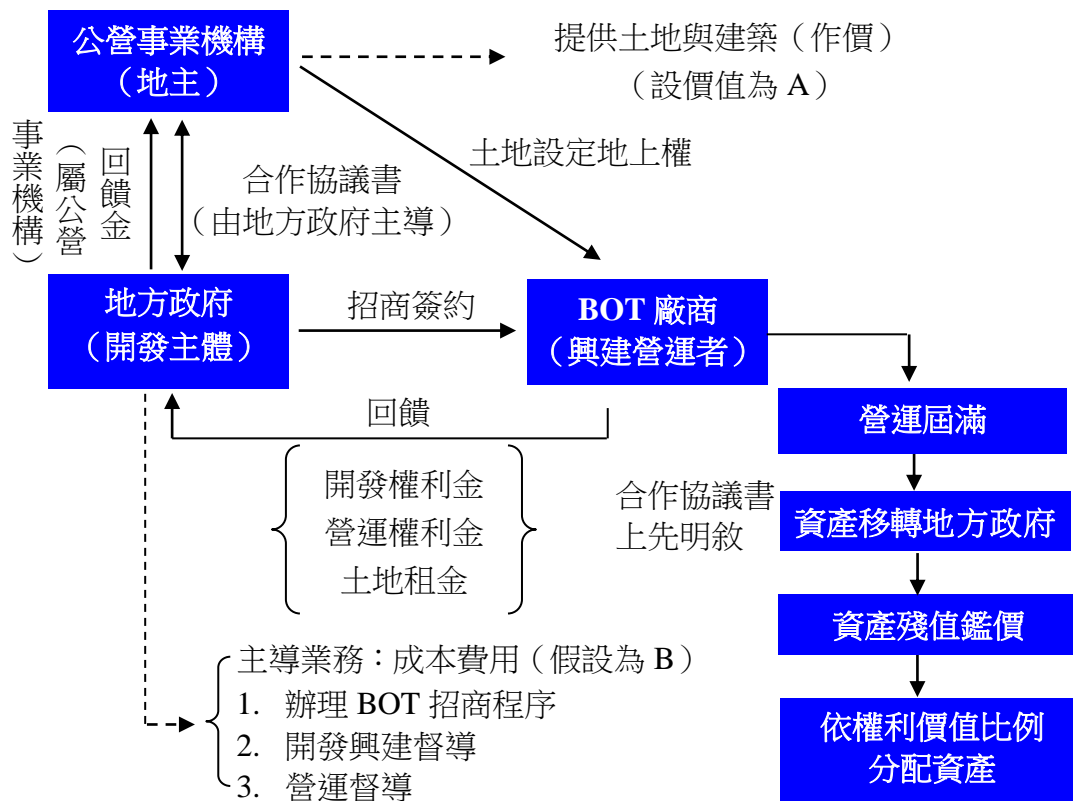 公營事業機構
（地主）
提供土地與建築（作價）
（設價值為 A）
土地設定地上權
回饋金
（屬公營
事業機構）
合作協議書
（由地方政府主導）
地方政府
（開發主體）
招商簽約
BOT 廠商
（興建營運者）
回饋
開發權利金
營運權利金
土地租金
營運屆滿
合作協議書
上先明敘
資產移轉地方政府
資產殘值鑑價
依權利價值比例
分配資產
主導業務：成本費用（假設為 B）
1. 辦理 BOT 招商程序
2. 開發興建督導
3. 營運督導